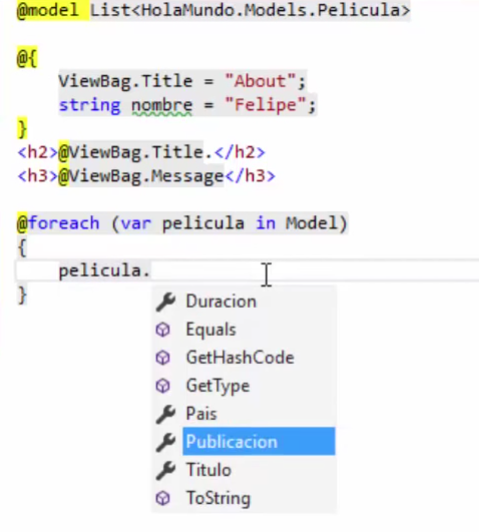 @model List<HolaMundo.Models.Pelicula>
@{
ViewBag.Title = "About";
string nombre = "Felipe";
}
<h2>@ViewBag.Title.</h2>
<h3>@ViewBag.Message</h3>
@foreach (var pelicula in Model)
{
pelicula.
}
Duracion
Equals
GetHashCode
GetType
Pais
Publicacion
Titulo
ToString